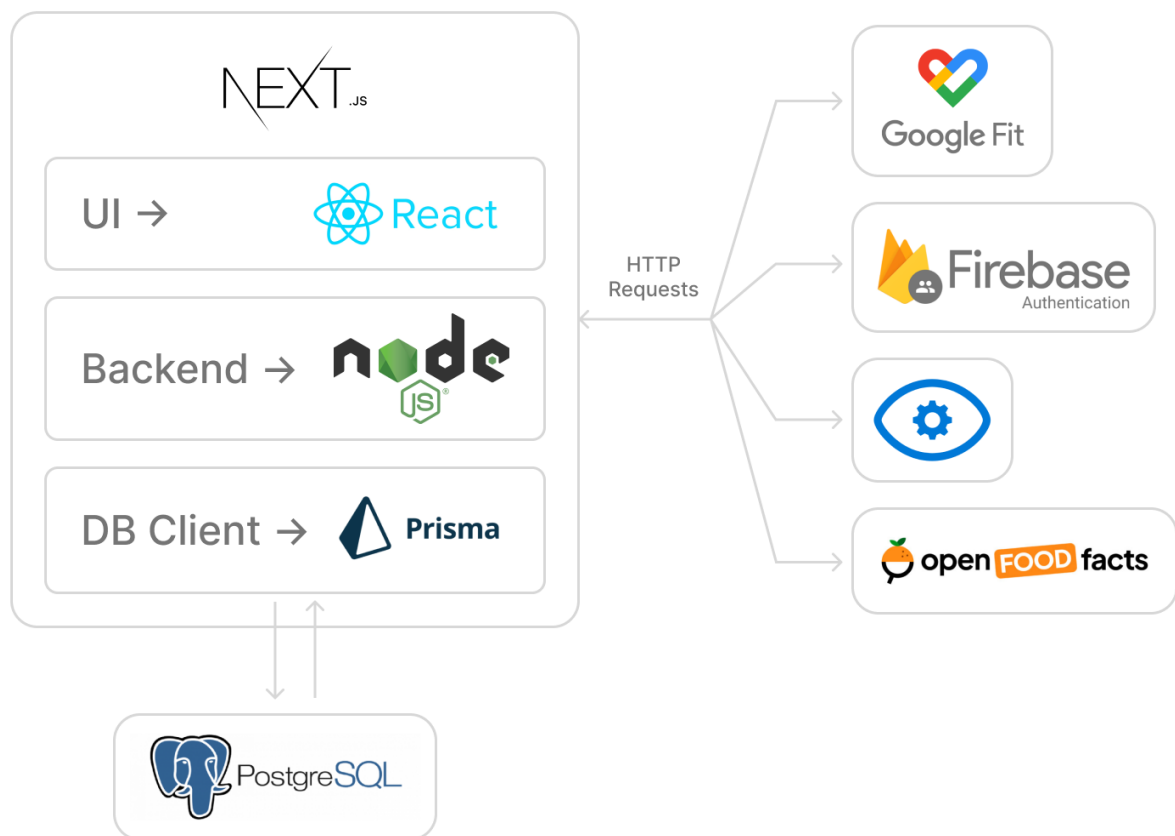 NEXT.JS
UI → React
Backend → node
JS®
DB Client → Prisma
PostgreSQL
HTTP
Requests
Google Fit
Firebase
Authentication
open FOOD facts